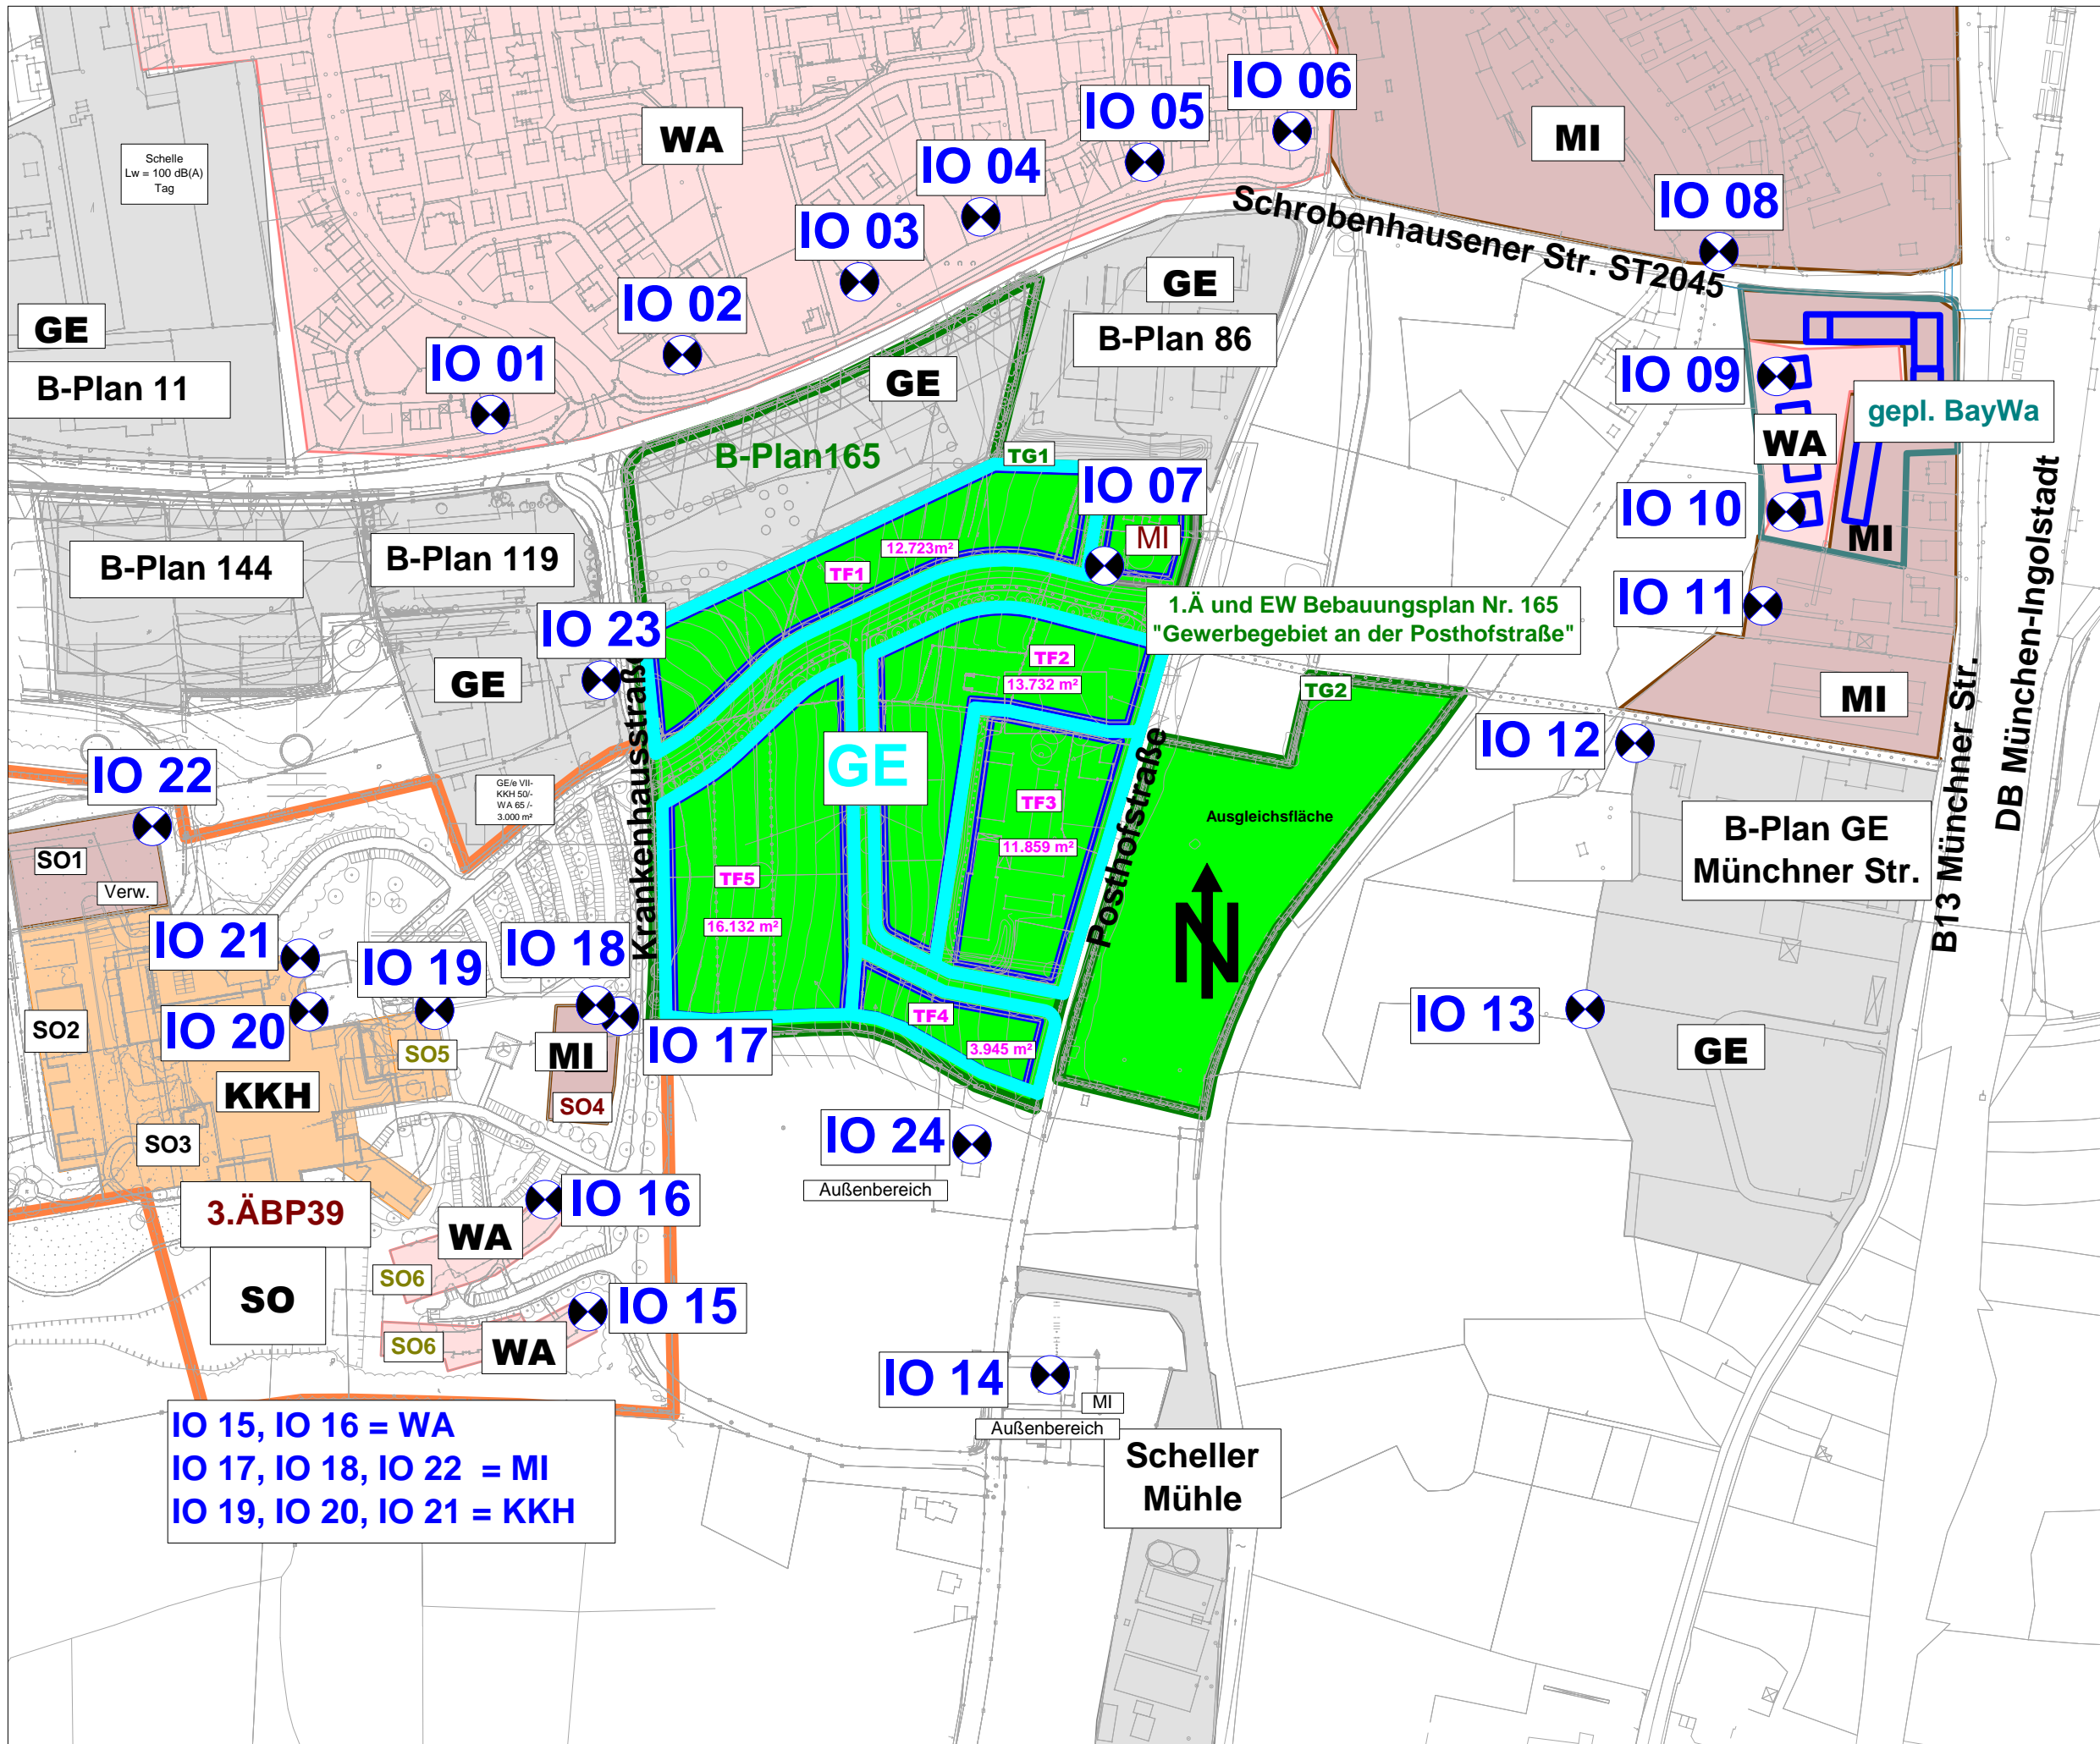 IO 06
IO 05
WA
MI
IO 04
Schelle
Lw = 100 dB(A)
Tag
IO 08
Schrobenhausener Str. ST2045
IO 03
GE
IO 02
GE
B-Plan 86
IO 01
GE
B-Plan 11
IO 09
gepl. BayWa
WA
B-Plan165
TG1
IO 07
IO 10
MI
MI
12.723m²
TF1
B-Plan 119
B-Plan 144
IO 11
1.Ä und EW Bebauungsplan Nr. 165
"Gewerbegebiet an der Posthofstraße"
IO 23
GE
TF2
13.732 m²
TG2
MI
DB München-Ingolstadt
B13 Münchner Str.
IO 12
GE
Krankenhausstraße
Posthofstraße
IO 22
GE/e VII-
KKH 50/-
WA 65 /-
3.000 m²
TF3
11.859 m²
Ausgleichsfläche
B-Plan GE
Münchner Str.
SO1
Verw.
TF5
16.132 m²
N
IO 21
IO 18
IO 19
IO 20
SO2
SO5
MI
IO 17
TF4
3.945 m²
IO 13
GE
KKH
SO4
SO3
IO 24
Außenbereich
IO 16
3.ÄBP39
WA
SO6
SO
IO 15
SO6
WA
IO 14
MI
Außenbereich
IO 15, IO 16 = WA
IO 17, IO 18, IO 22 = MI
IO 19, IO 20, IO 21 = KKH
Scheller
Mühle